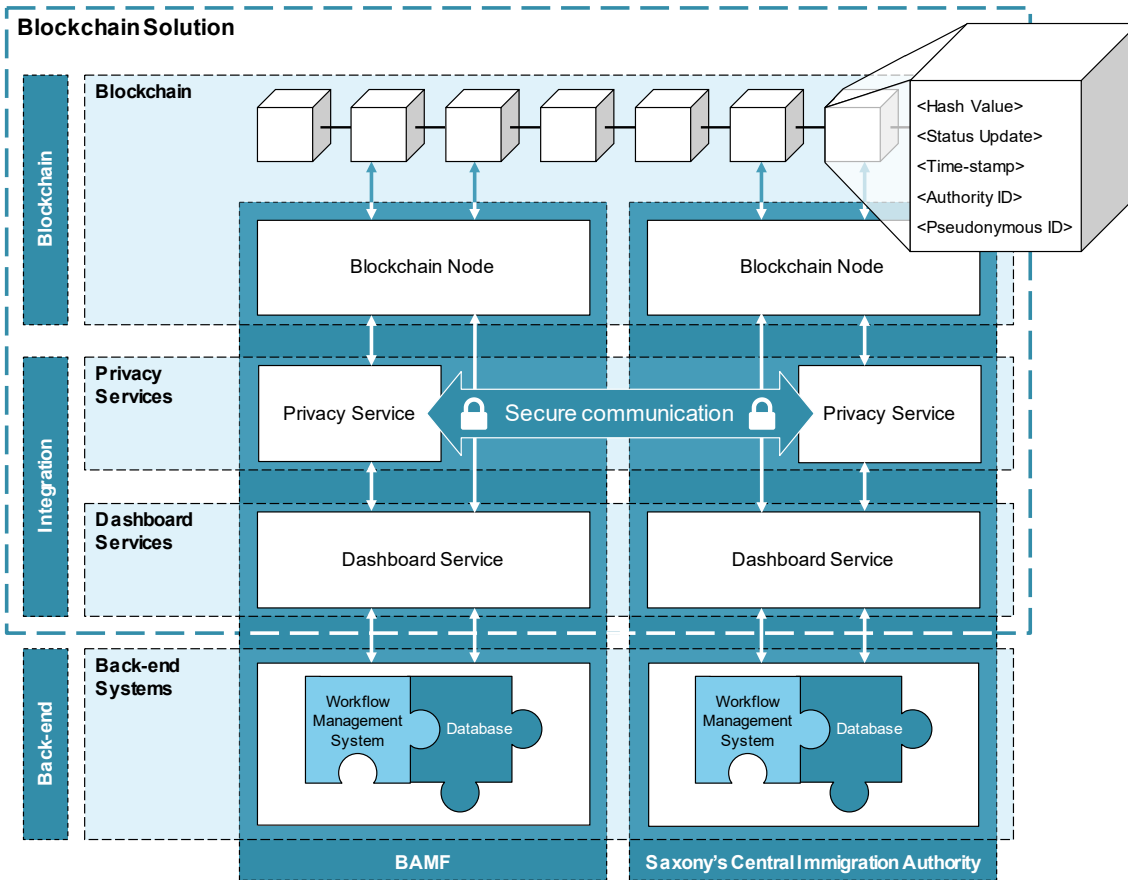 Blockchain Solution
Blockchain
Blockchain
<Hash Value>
<Status Update>
<Time-stamp>
<Authority ID>
<Pseudonymous ID>
Blockchain Node
Blockchain Node
Integration
Privacy
Services
Privacy Service
Secure communication
Privacy Service
Dashboard
Services
Dashboard Service
Dashboard Service
Back-end
Back-end
Systems
Workflow
Management
System
Database
Workflow
Management
System
Database
BAMF
Saxony's Central Immigration Authority